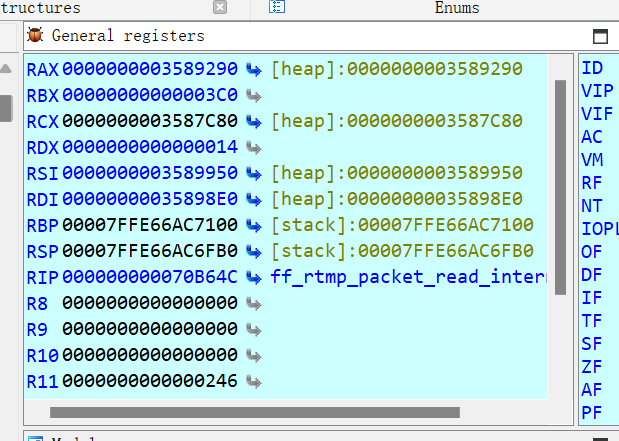 tructures Enums
General registers
RAX 0000000003589290 [heap]:0000000003589290
RBX 00000000000003C0
RCX 0000000003587C80 [heap]:0000000003587C80
RDX 0000000000000014
RSI 0000000003589950 [heap]:0000000003589950
RDI 00000000035898E0 [heap]:00000000035898E0
RBP 00007FFE66AC7100 [stack]:00007FFE66AC7100
RSP 00007FFE66AC6FB0 [stack]:00007FFE66AC6FB0
RIP 000000000070B64C ff_rtmp_packet_read_inter
R8 0000000000000000
R9 0000000000000000
R10 0000000000000000
R11 0000000000000246
ID
VIP
VIF
AC
VM
RF
NT
IOPL
OF
DF
IF
TF
SF
ZF
AF
PF